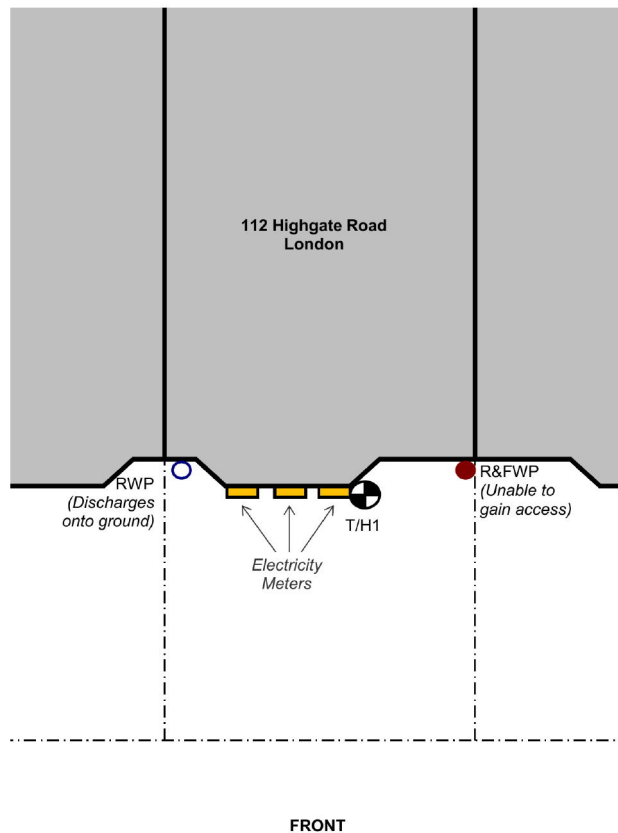 112 Highgate Road
London
RWP
(Discharges
onto ground)
R&FWP
(Unable to
gain access)
T/H1
Electricity
Meters
FRONT